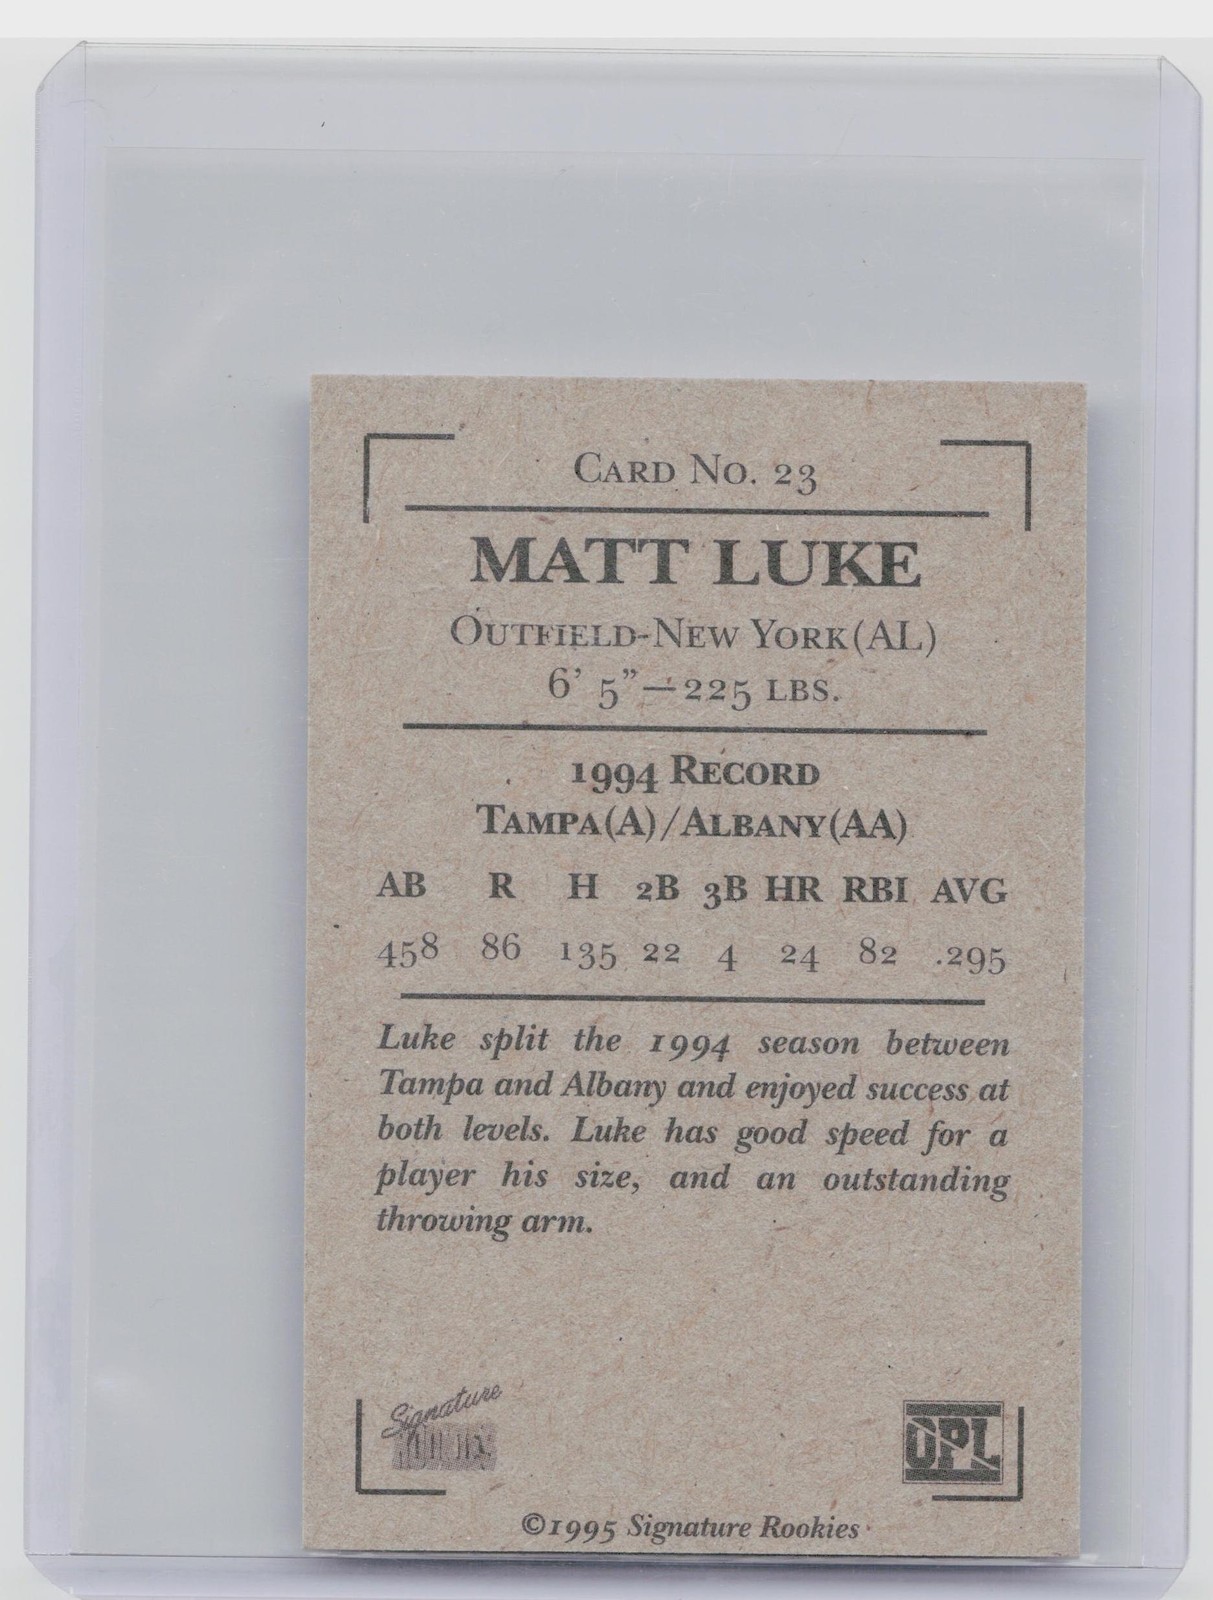 Card No. 23
MATT LUKE
Outfield-New York(AL)
6' 5"—225 lbs.
1994 Record
Tampa(A)/Albany(AA)
AB R H 2B 3B HR RBI AVG
458 86 135 22 4 24 82 .295
Luke split the 1994 season between
Tampa and Albany and enjoyed success at
both levels. Luke has good speed for a
player his size, and an outstanding
throwing arm.
Signature
OPL
©1995 Signature Rookies